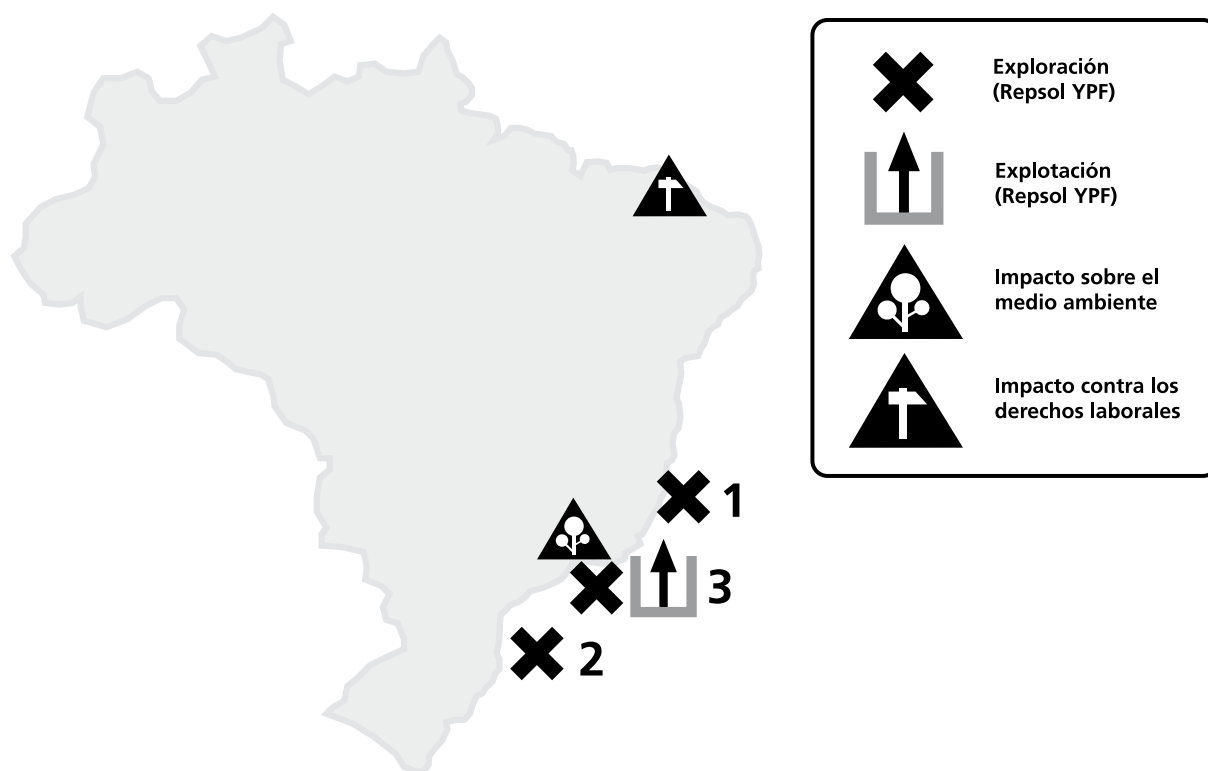 Exploración
(Repsol YPF)
Explotación
(Repsol YPF)
Impacto sobre el
medio ambiente
Impacto contra los
derechos laborales
1
3
2